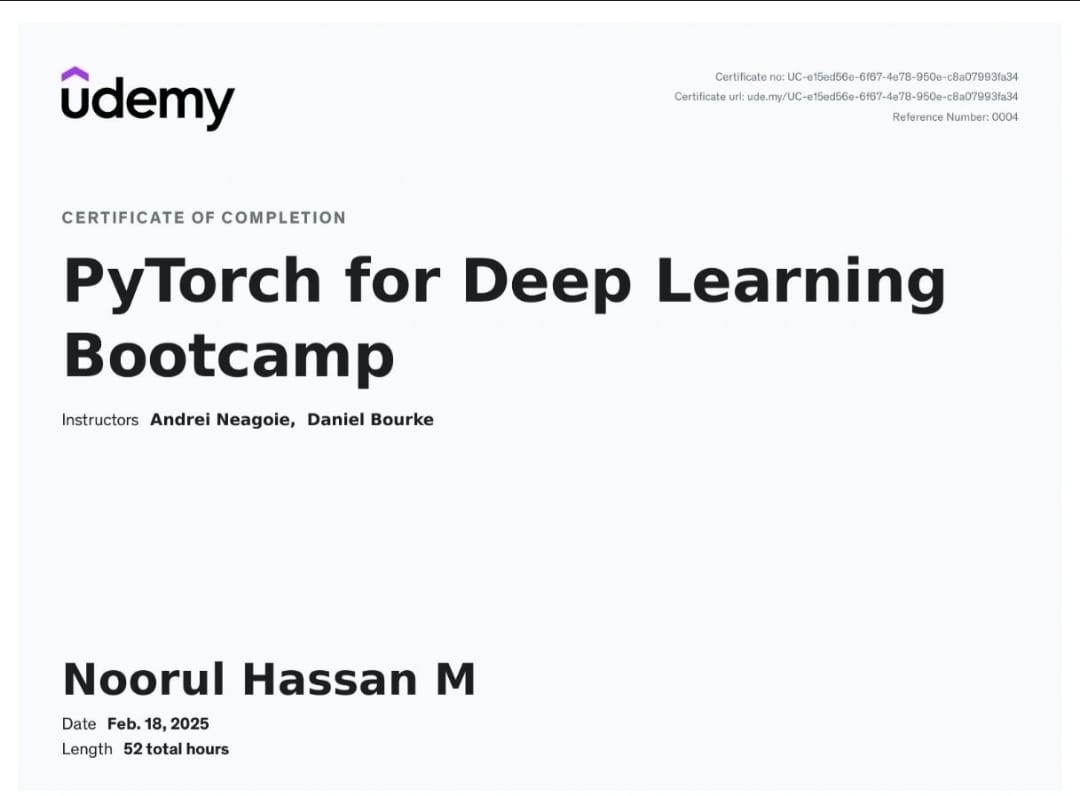 udemy
Certificate no: UC-e15ed56e-6f67-4e78-950e-c8a07993fa34
Certificate url: ude.my/UC-e15ed56e-6f67-4e78-950e-c8a07993fa34
Reference Number: 0004
CERTIFICATE OF COMPLETION
PyTorch for Deep Learning
Bootcamp
Instructors Andrei Neagoie, Daniel Bourke
Noorul Hassan M
Date Feb. 18, 2025
Length 52 total hours